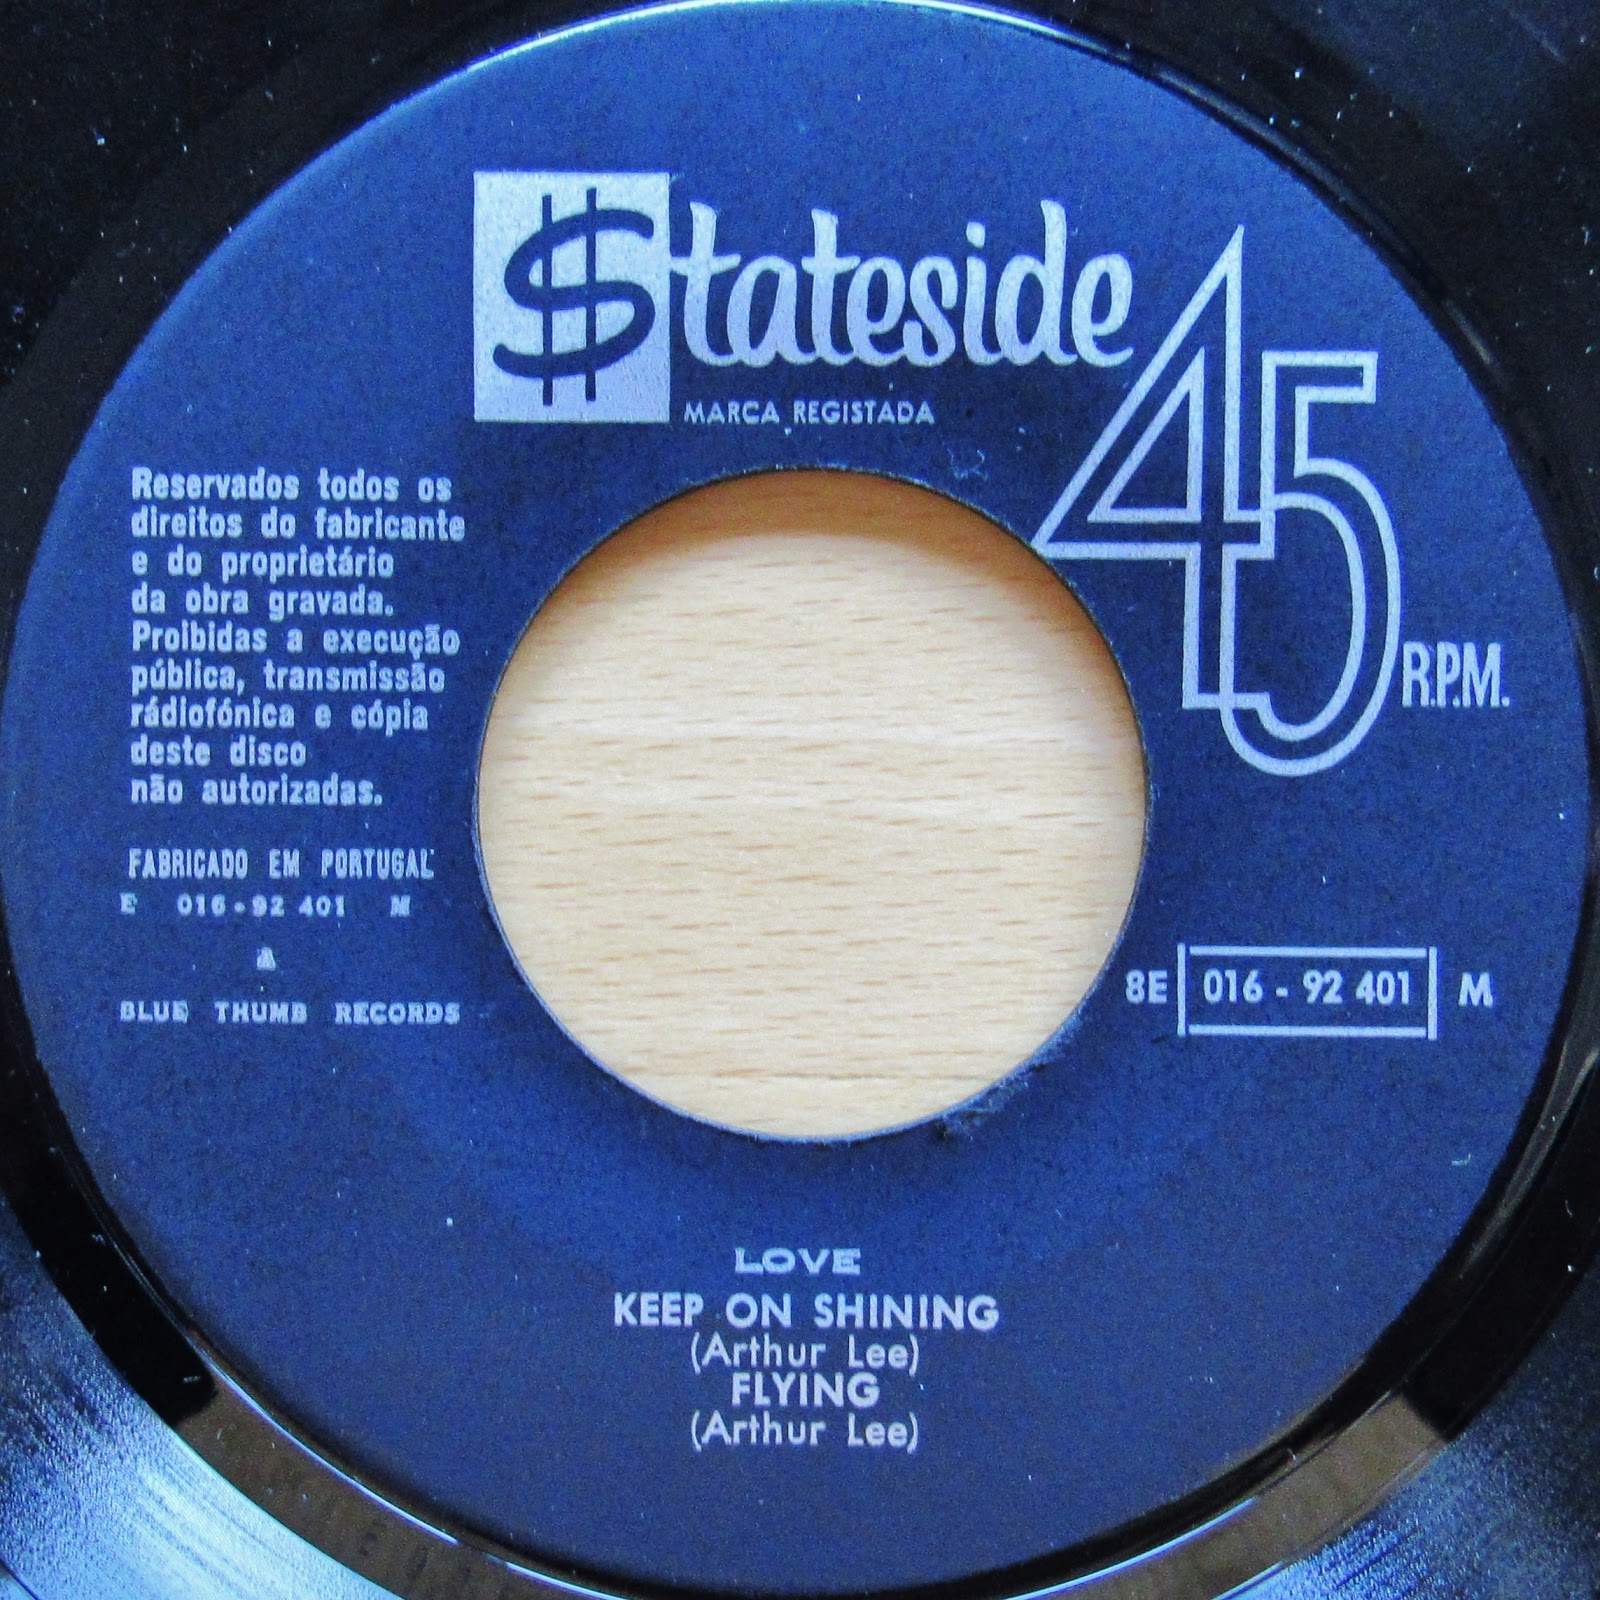 $tateside
MARCA REGISTADA
45
R.P.M.
Reservados todos os
direitos do fabricante
e do proprietário
da obra gravada.
Proibidas a execução
pública, transmissão
rádiofónica e cópia
deste disco
não autorizadas.
FABRICADO EM PORTUGAL
E 016-92 401 M
A
BLUE THUMB RECORDS
8E 016 - 92 401 M
LOVE
KEEP ON SHINING
(Arthur Lee)
FLYING
(Arthur Lee)